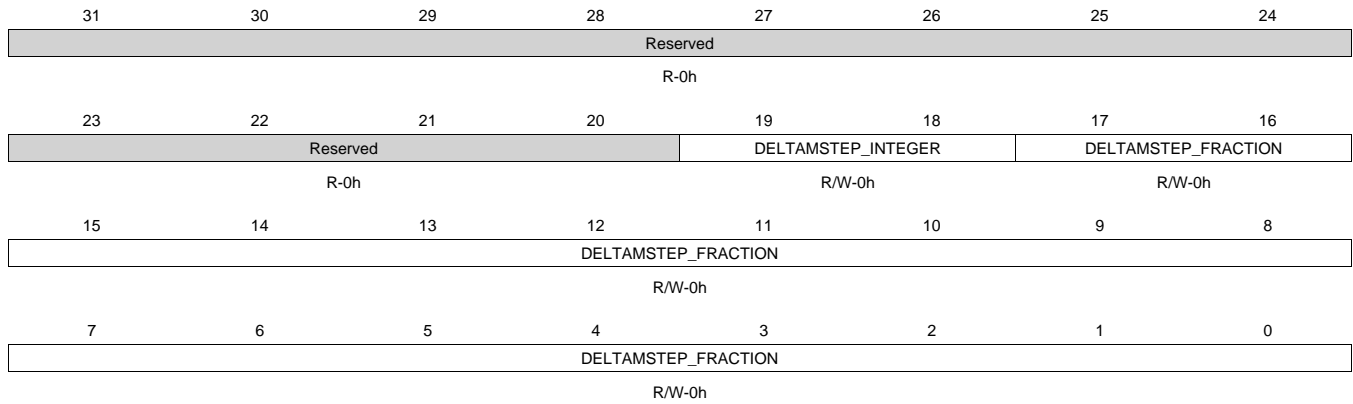 31 30 29 28 27 26 25 24
Reserved
R-0h
23 22 21 20 19 18 17 16
Reserved DELTAMSTEP_INTEGER DELTAMSTEP_FRACTION
R-0h R/W-0h R/W-0h
15 14 13 12 11 10 9 8
DELTAMSTEP_FRACTION
R/W-0h
7 6 5 4 3 2 1 0
DELTAMSTEP_FRACTION
R/W-0h